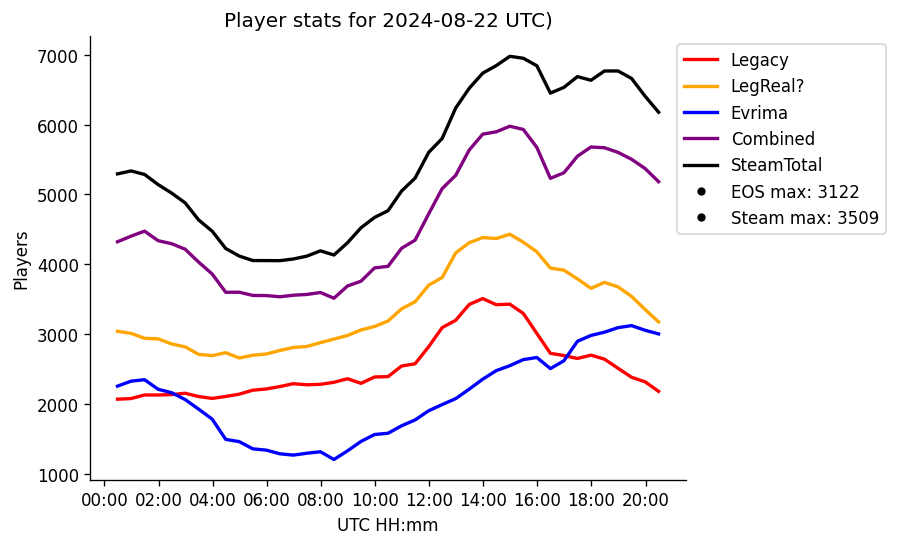 Player stats for 2024-08-22 UTC)
7000
6000
5000
4000
3000
2000
1000
Players
00:00 02:00 04:00 06:00 08:00 10:00 12:00 14:00 16:00 18:00 20:00
UTC HH:mm
Legacy
LegReal?
Evrima
Combined
SteamTotal
EOS max: 3122
Steam max: 3509